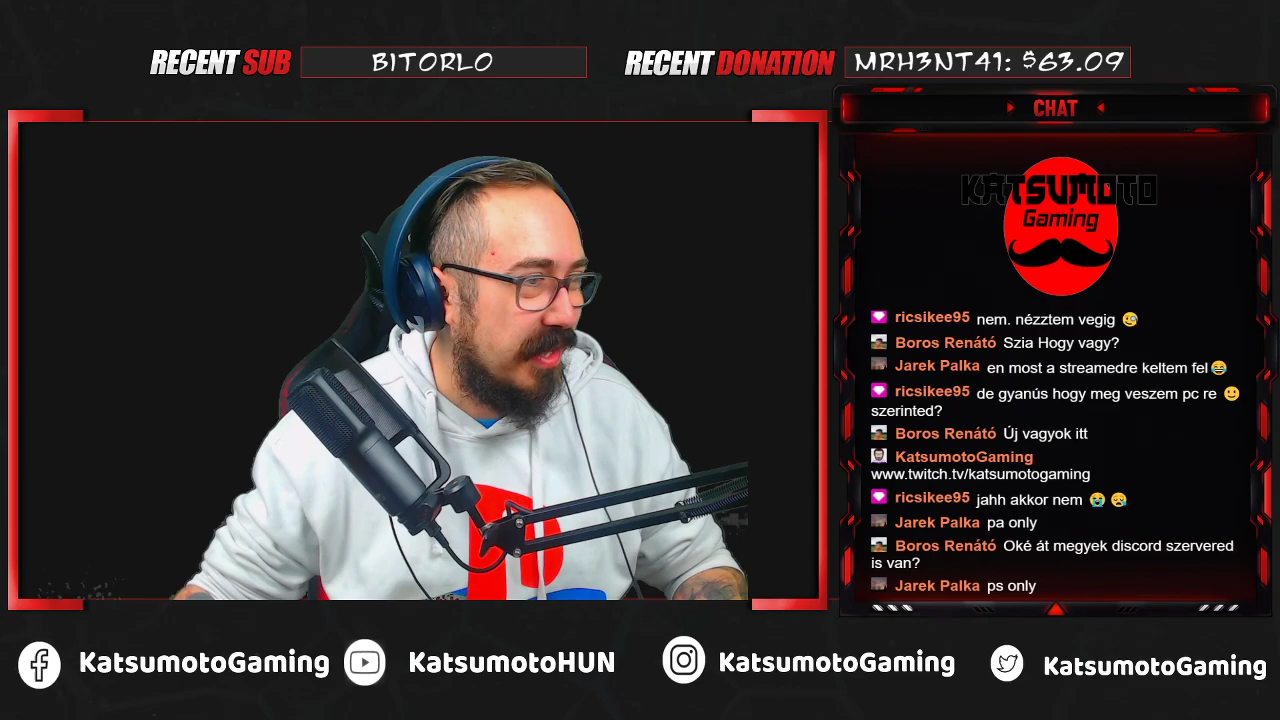 RECENT SUB
BITORLO
RECENT DONATION
MRH3NT41: $63.09
CHAT
KATSUMOTO
Gaming
ricsikee95 nem. nézztem vegig 🧐
Boros Renátó Szia Hogy vagy?
Jarek Palka en most a streamedre keltem fel😂
ricsikee95 de gyanús hogy meg veszem pc re 🙂
szerinted?
Boros Renátó Új vagyok itt
KatsumotoGaming
www.twitch.tv/katsumotogaming
ricsikee95 jahh akkor nem 😭 😪
Jarek Palka pa only
Boros Renátó Oké át megyek discord szervered
is van?
Jarek Palka ps only
KatsumotoGaming
KatsumotoHUN
KatsumotoGaming
KatsumotoGaming